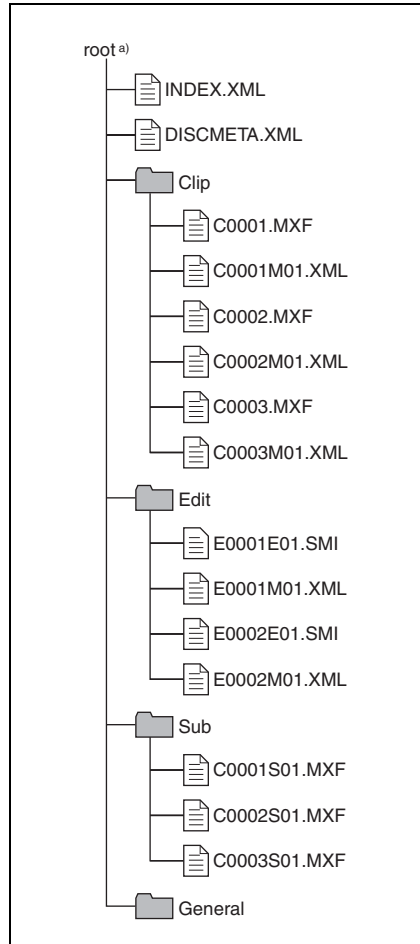 root a)
INDEX.XML
DISCMETA.XML
Clip
C0001.MXF
C0001M01.XML
C0002.MXF
C0002M01.XML
C0003.MXF
C0003M01.XML
Edit
E0001E01.SMI
E0001M01.XML
E0002E01.SMI
E0002M01.XML
Sub
C0001S01.MXF
C0002S01.MXF
C0003S01.MXF
General